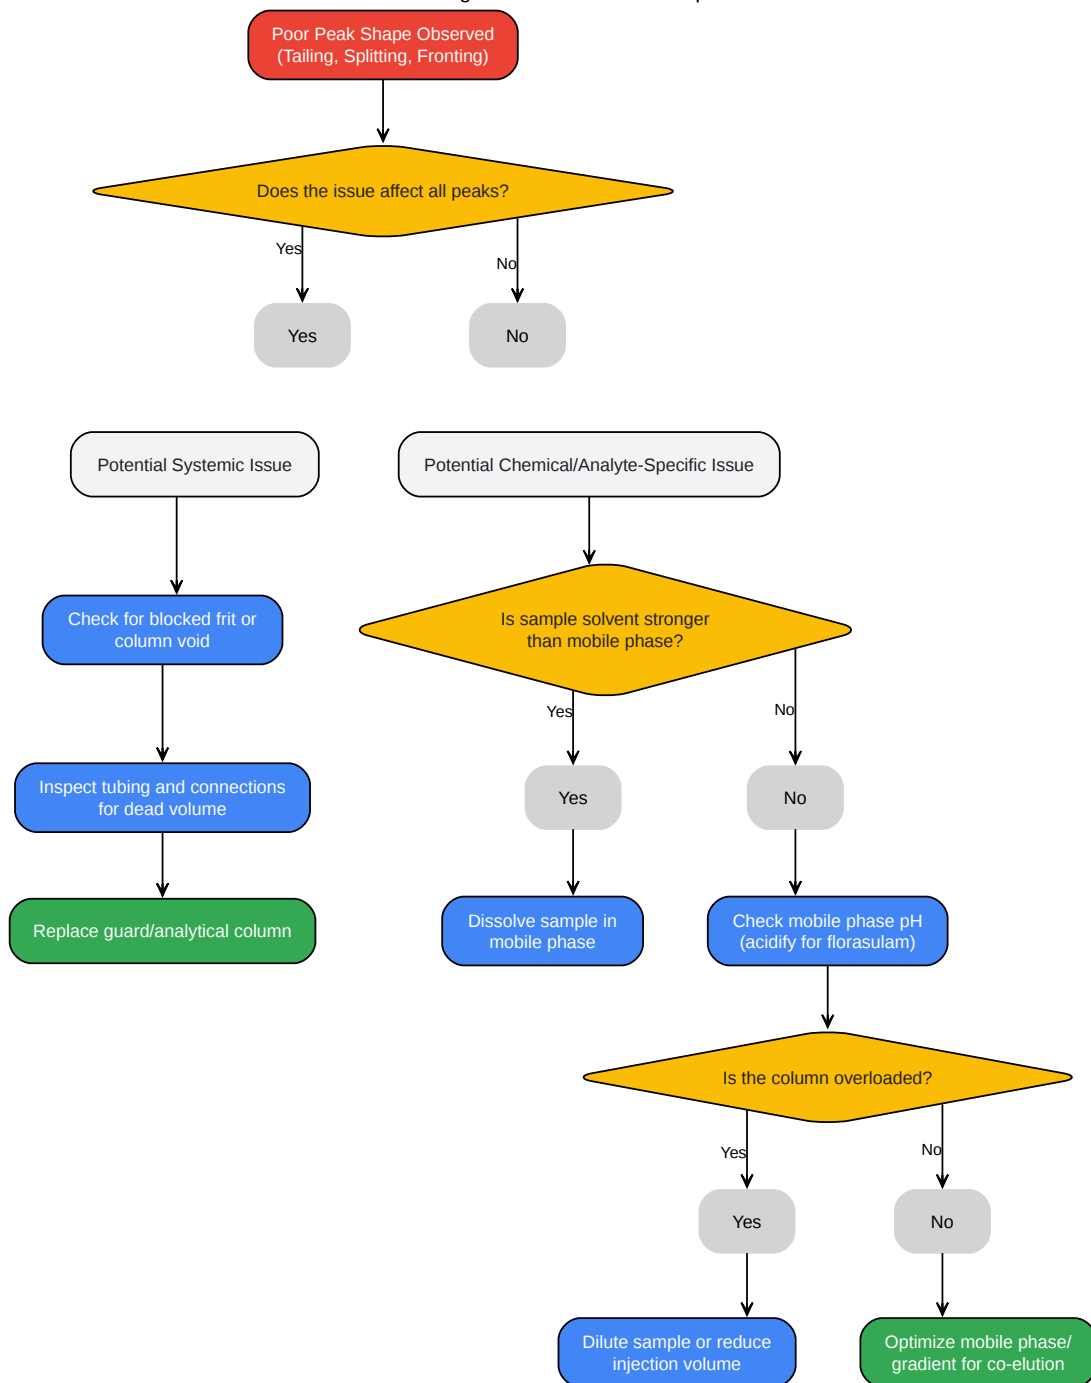 Poor Peak Shape Observed
(Tailing, Splitting, Fronting)
Does the issue affect all peaks?
Yes
No
Yes
No
Potential Systemic Issue
Potential Chemical/Analyte-Specific Issue
Check for blocked frit or
column void
Is sample solvent stronger
than mobile phase?
Yes
No
Inspect tubing and connections
for dead volume
Yes
No
Replace guard/analytical column
Dissolve sample in
mobile phase
Check mobile phase pH
(acidify for florasulam)
Is the column overloaded?
Yes
No
Yes
No
Dilute sample or reduce
injection volume
Optimize mobile phase/
gradient for co-elution